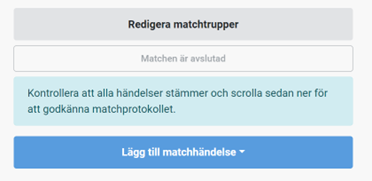 Redigera matchtrupper
Matchen är avslutad
Kontrollera att alla händelser stämmer och scrolla sedan ner för
att godkänna matchprotokollet.
Lägg till matchhändelse